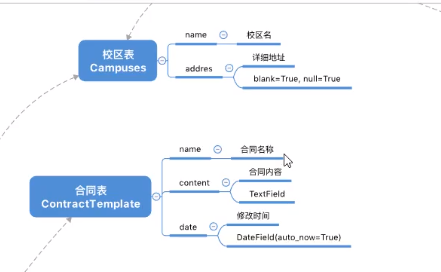 校区表
Campuses
name
校区名
addres
详细地址
blank=True, null=True
合同表
ContractTemplate
name
合同名称
content
合同内容
TextField
date
修改时间
DateField(auto_now=True)